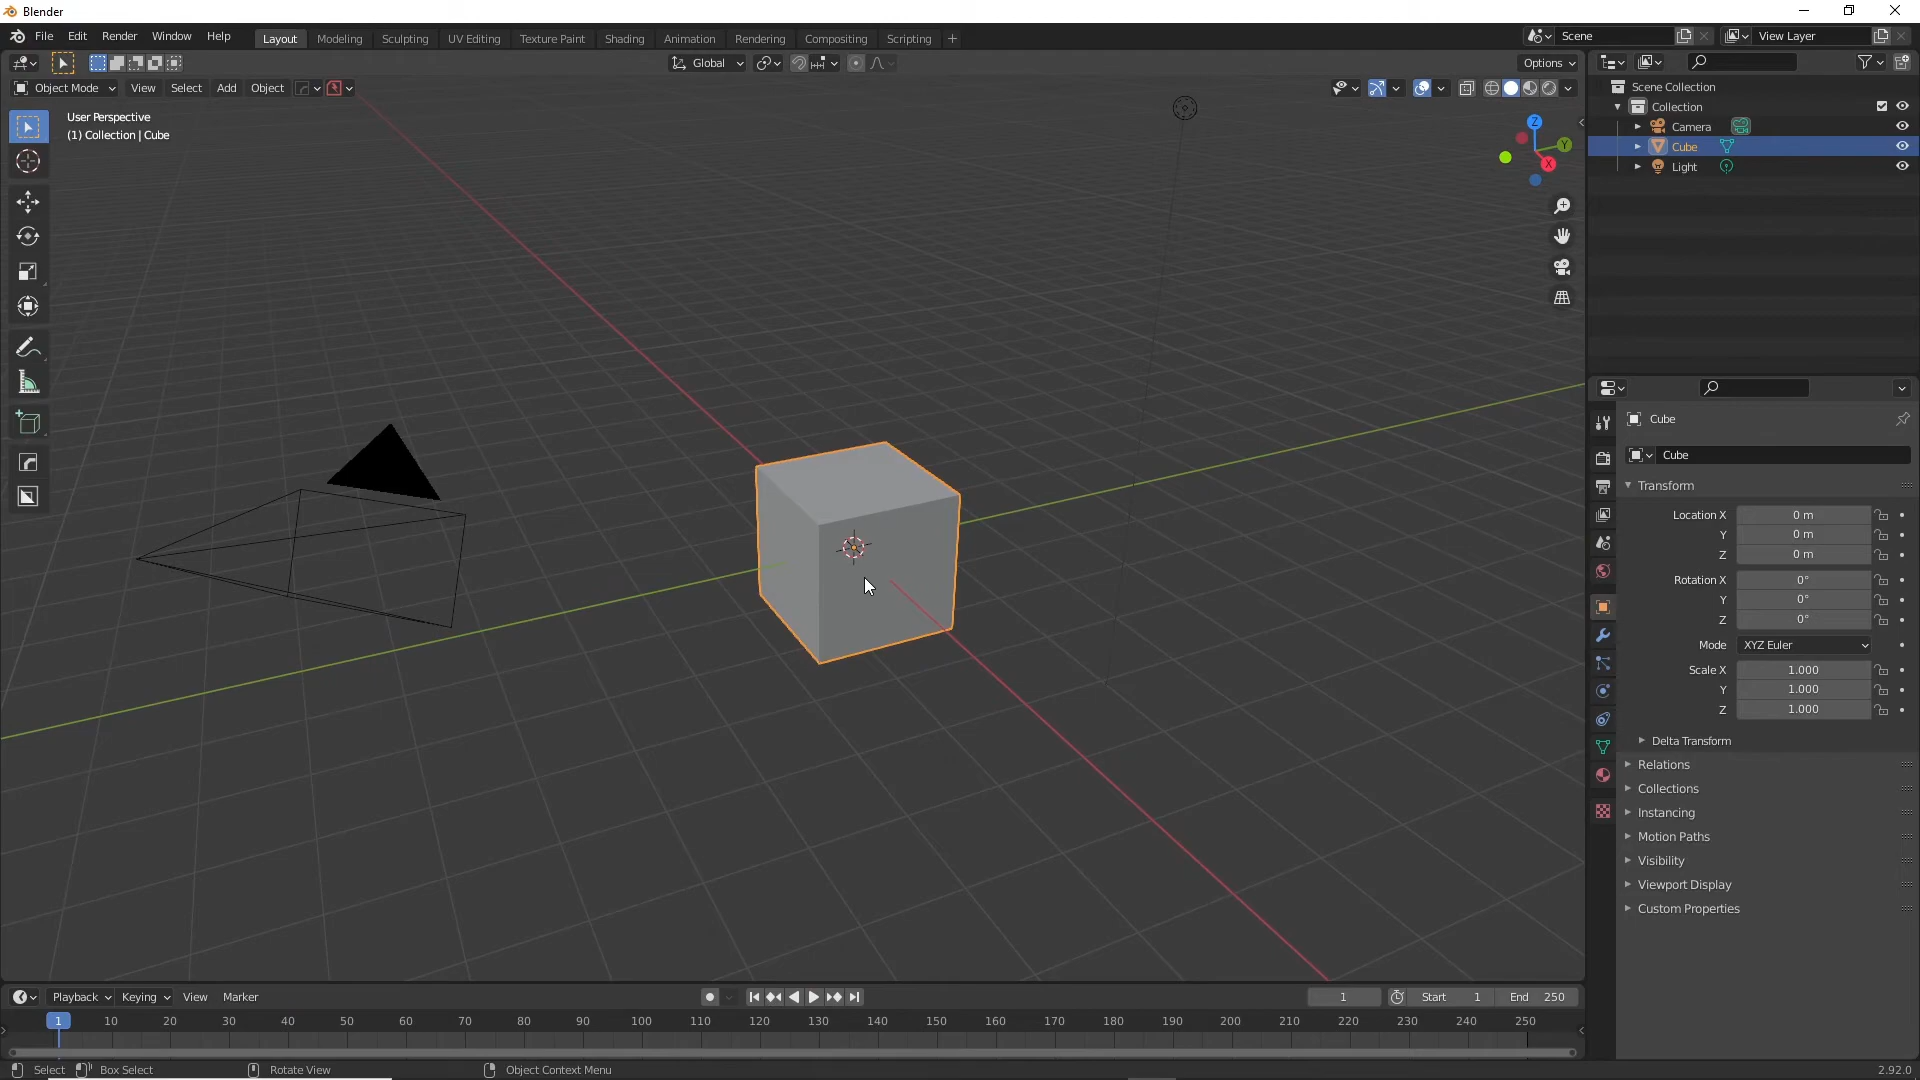 Blender
File Edit Render Window Help Layout Modeling Sculpting UV Editing Texture Paint Shading Animation Rendering Compositing Scripting + Scene View Layer
Global Options
Object Mode View Select Add Object
User Perspective
(1) Collection | Cube
Z
Y
X
Scene Collection
Collection
Camera
Cube
Light
Cube
Cube
Transform
Location X 0 m
Y 0 m
Z 0 m
Rotation X 0°
Y 0°
Z 0°
Mode XYZ Euler
Scale X 1.000
Y 1.000
Z 1.000
Delta Transform
Relations
Collections
Instancing
Motion Paths
Visibility
Viewport Display
Custom Properties
Playback Keying View Marker 1 Start 1 End 250
1 10 20 30 40 50 60 70 80 90 100 110 120 130 140 150 160 170 180 190 200 210 220 230 240 250
Select Box Select Rotate View Object Context Menu 2.92.0